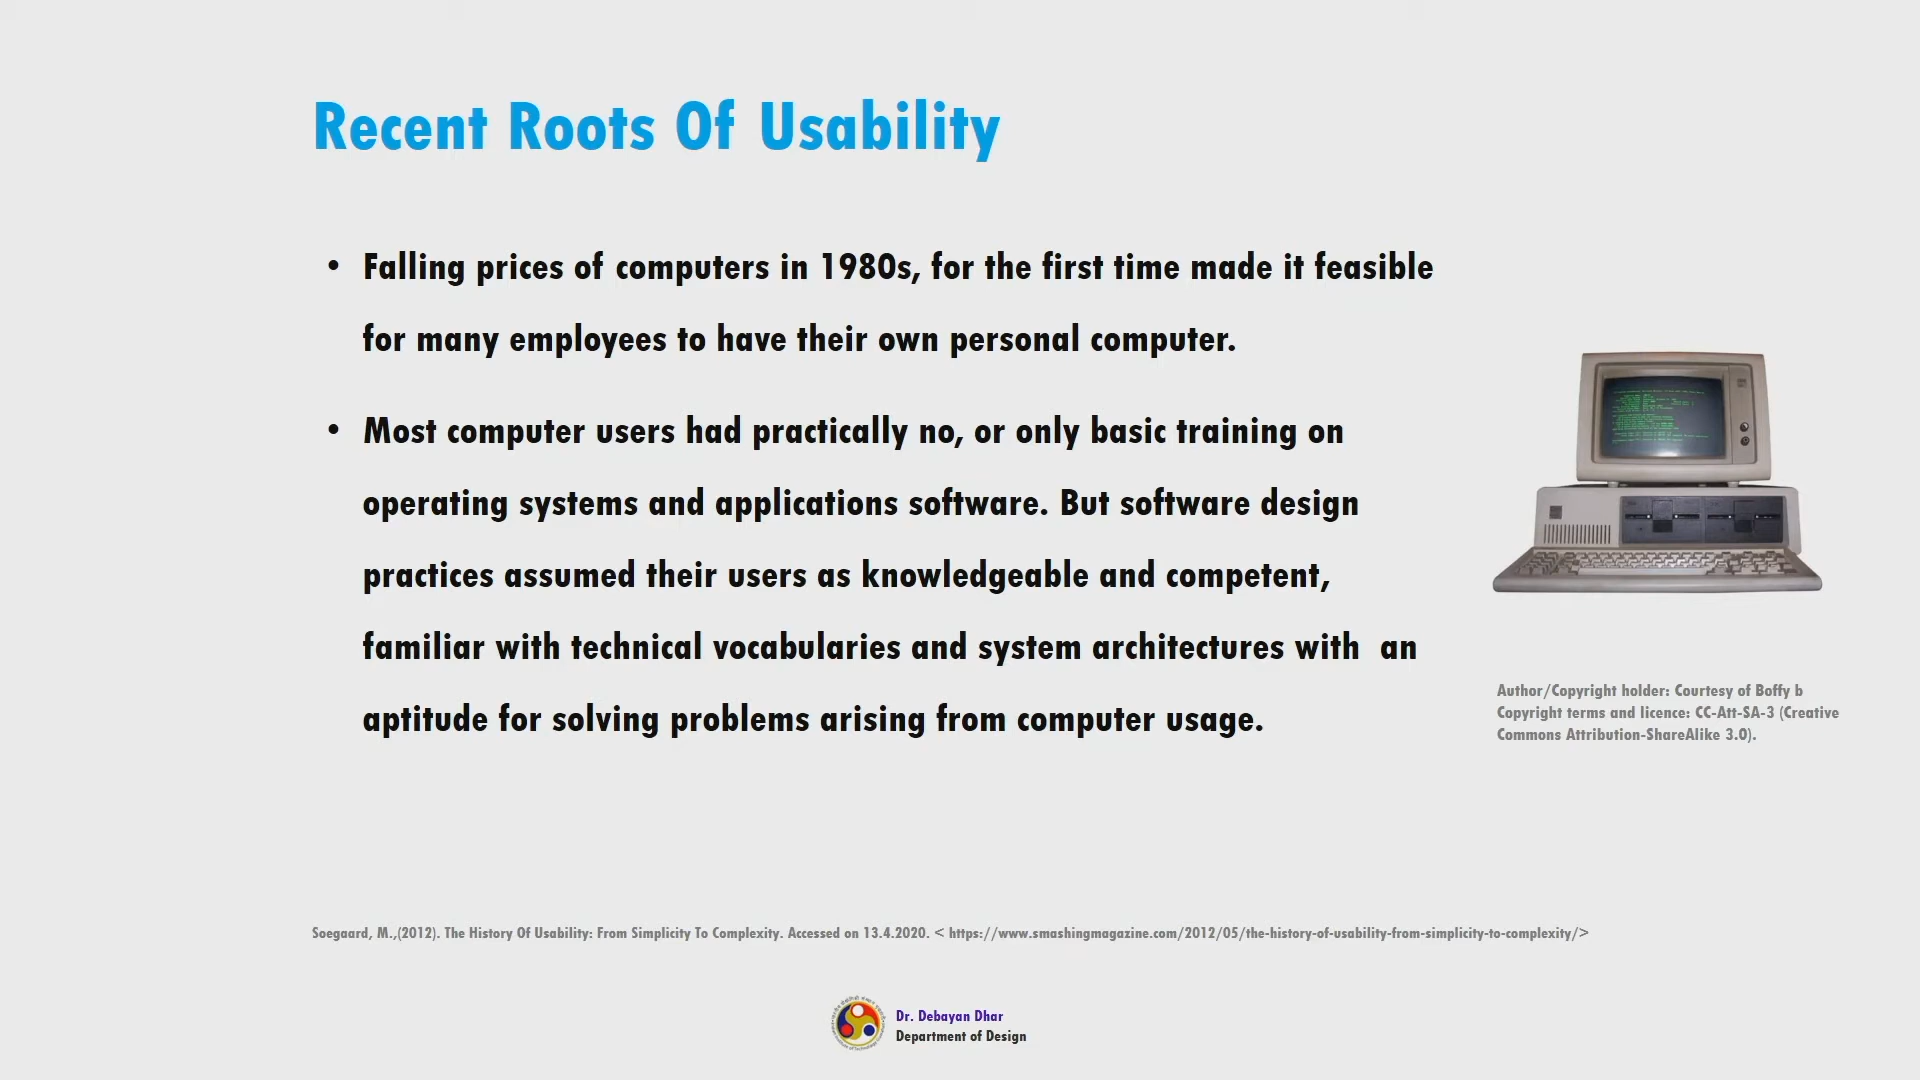 Recent Roots Of Usability
• Falling prices of computers in 1980s, for the first time made it feasible
for many employees to have their own personal computer.
• Most computer users had practically no, or only basic training on
operating systems and applications software. But software design
practices assumed their users as knowledgeable and competent,
familiar with technical vocabularies and system architectures with an
aptitude for solving problems arising from computer usage.
Author/Copyright holder: Courtesy of Boffy b
Copyright terms and licence: CC-Att-SA-3 (Creative
Commons Attribution-ShareAlike 3.0).
Soegaard, M.,(2012). The History Of Usability: From Simplicity To Complexity. Accessed on 13.4.2020. < https://www.smashingmagazine.com/2012/05/the-history-of-usability-from-simplicity-to-complexity/>
Dr. Debayan Dhar
Department of Design